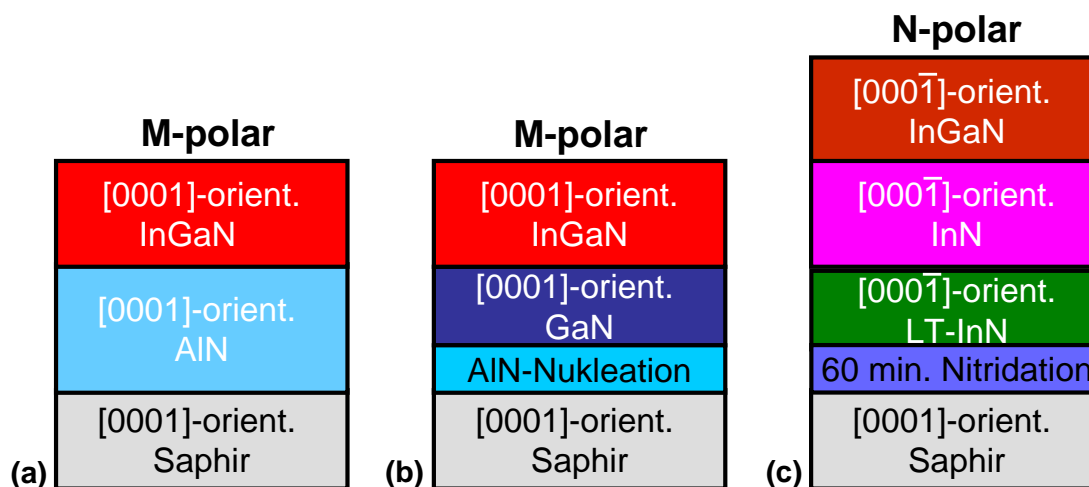 M-polar
[0001]-orient.
InGaN
[0001]-orient.
AlN
[0001]-orient.
Saphir
(a)
M-polar
[0001]-orient.
InGaN
[0001]-orient.
GaN
AlN-Nukleation
[0001]-orient.
Saphir
(b)
N-polar
[0001̅]-orient.
InGaN
[0001̅]-orient.
InN
[0001̅]-orient.
LT-InN
60 min. Nitridation
[0001]-orient.
Saphir
(c)